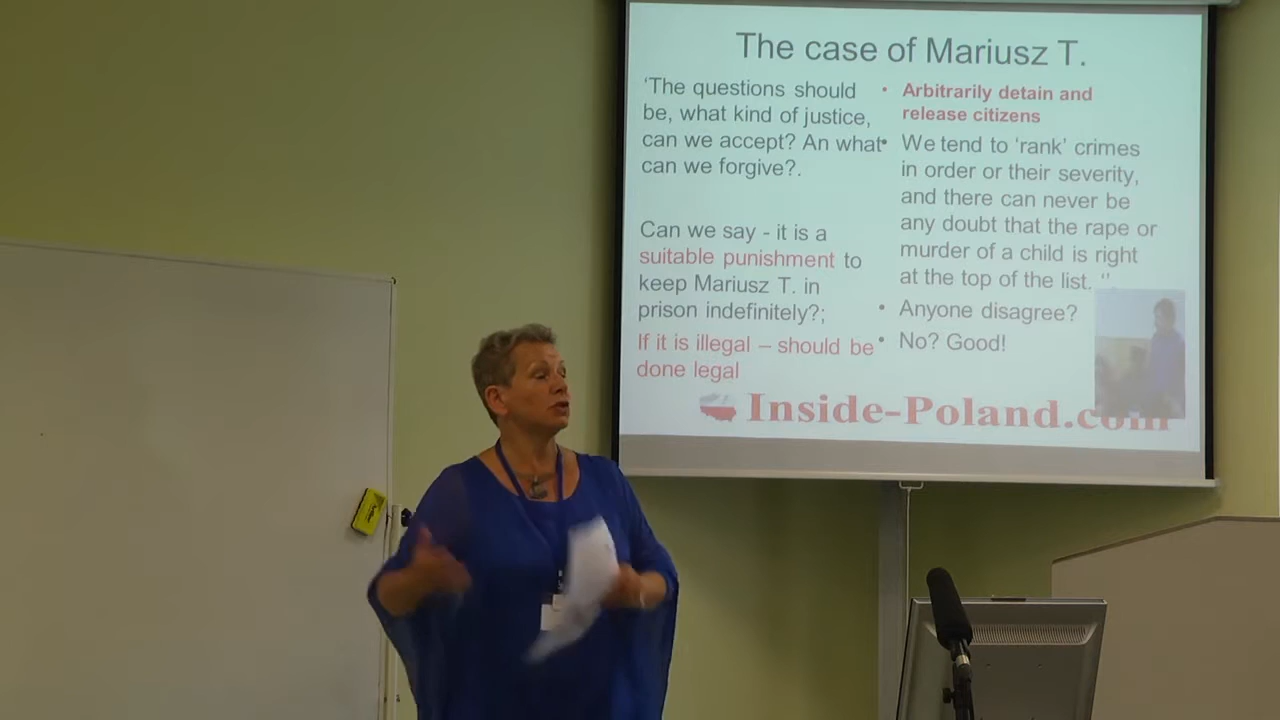 The case of Mariusz T.
'The questions should
be, what kind of justice,
can we accept? An what
can we forgive?.
Can we say - it is a
suitable punishment to
keep Mariusz T. in
prison indefinitely?;
If it is illegal – should be
done legal
• Arbitrarily detain and
release citizens
• We tend to 'rank' crimes
in order or their severity,
and there can never be
any doubt that the rape or
murder of a child is right
at the top of the list. ‘’
• Anyone disagree?
• No? Good!
Inside-Poland.com